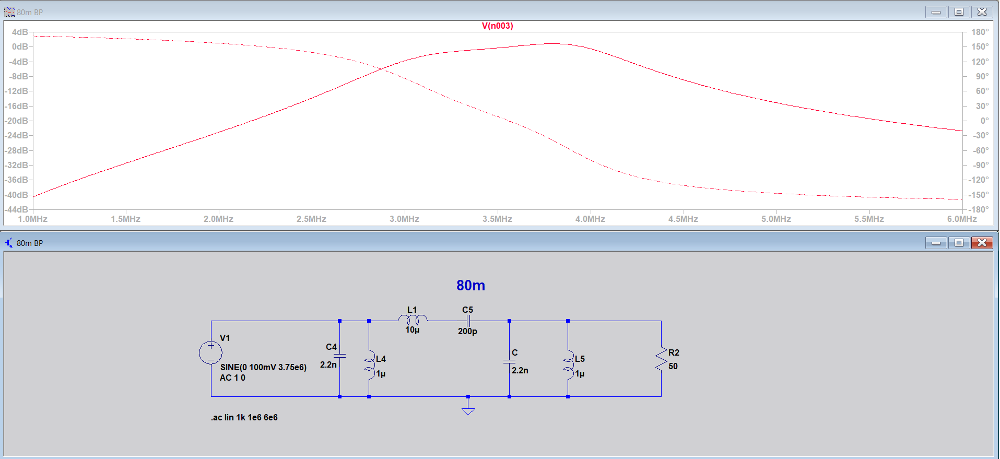 80m BP
V(n003)
4dB
0dB
-4dB
-8dB
-12dB
-16dB
-20dB
-24dB
-28dB
-32dB
-36dB
-40dB
-44dB
180°
150°
120°
90°
60°
30°
0°
-30°
-60°
-90°
-120°
-150°
-180°
1.0MHz 1.5MHz 2.0MHz 2.5MHz 3.0MHz 3.5MHz 4.0MHz 4.5MHz 5.0MHz 5.5MHz 6.0MHz
80m BP
80m
L1
10µ
C5
200p
V1
SINE(0 100mV 3.75e6)
AC 1 0
C4
2.2n
L4
1µ
C
2.2n
L5
1µ
R2
50
.ac lin 1k 1e6 6e6